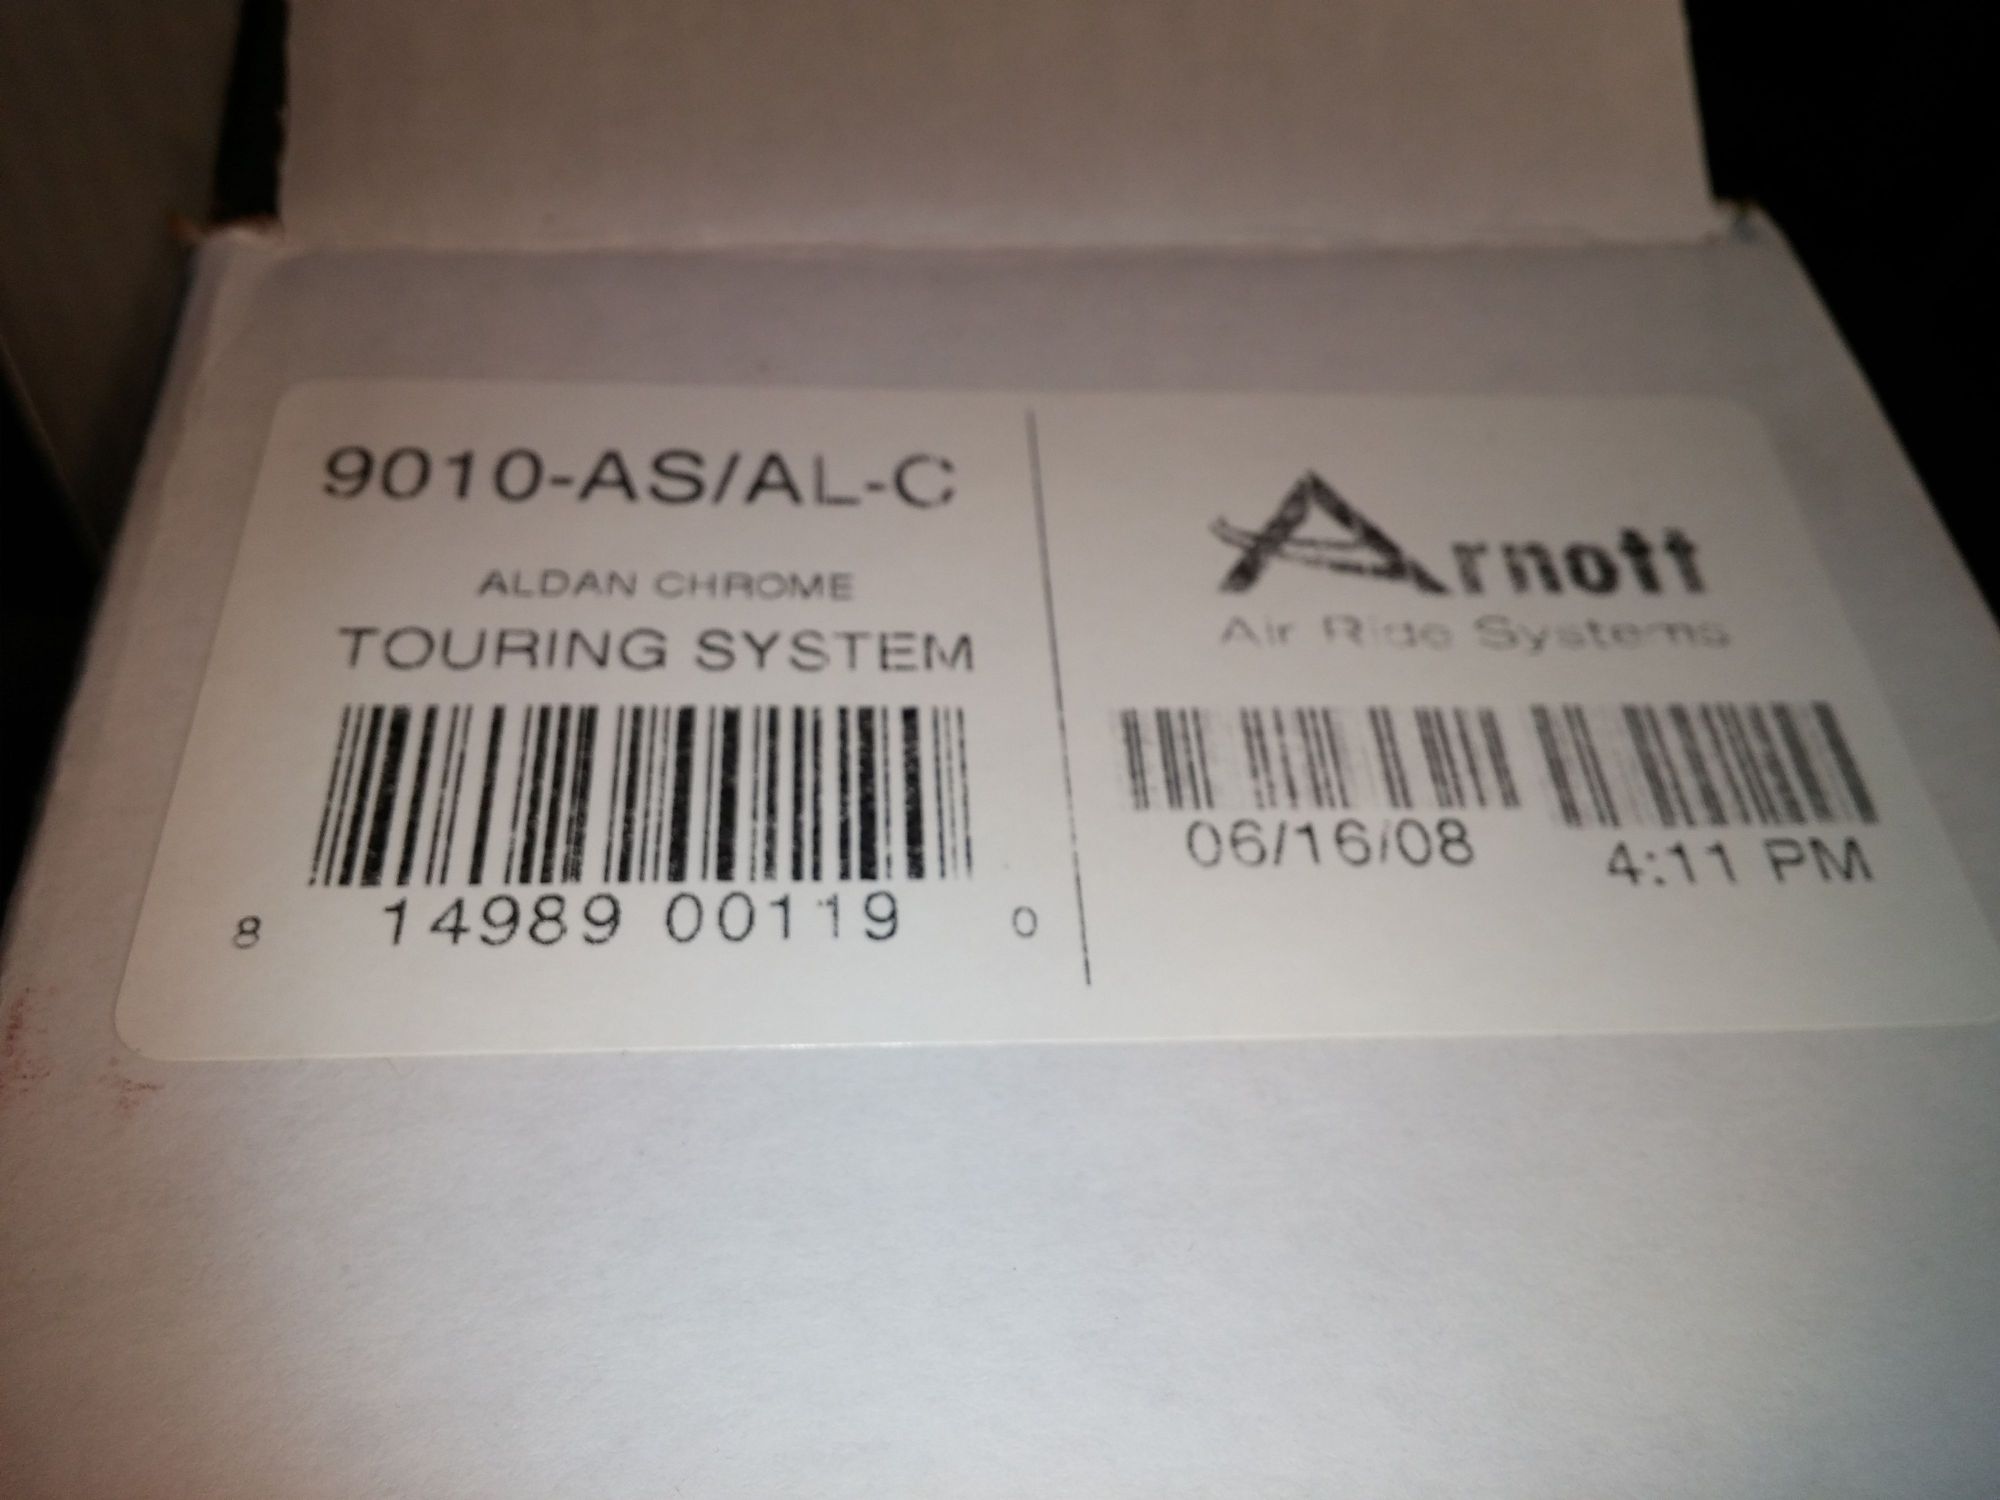 9010-AS/AL-C
ALDAN CHROME
TOURING SYSTEM
8 14989 00119 0
Arnott
Air Ride Systems
06/16/08 4:11 PM